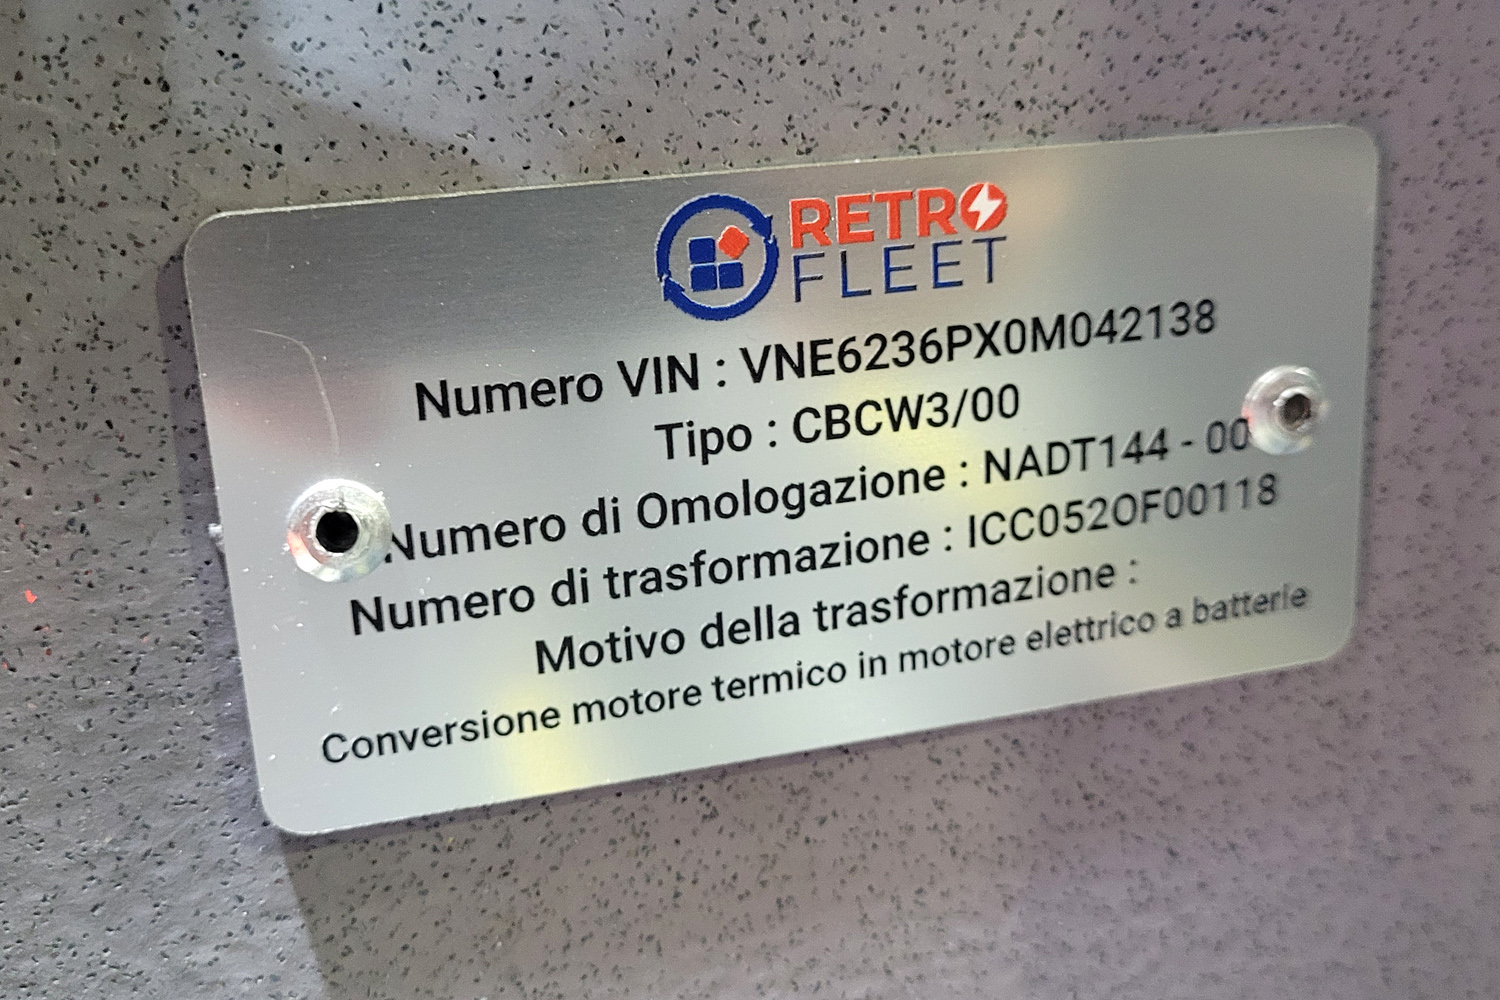 RETRO
FLEET
Numero VIN : VNE6236PX0M042138
Tipo : CBCW3/00
Numero di Omologazione : NADT144 - 00
Numero di trasformazione : ICC052OF00118
Motivo della trasformazione :
Conversione motore termico in motore elettrico a batterie